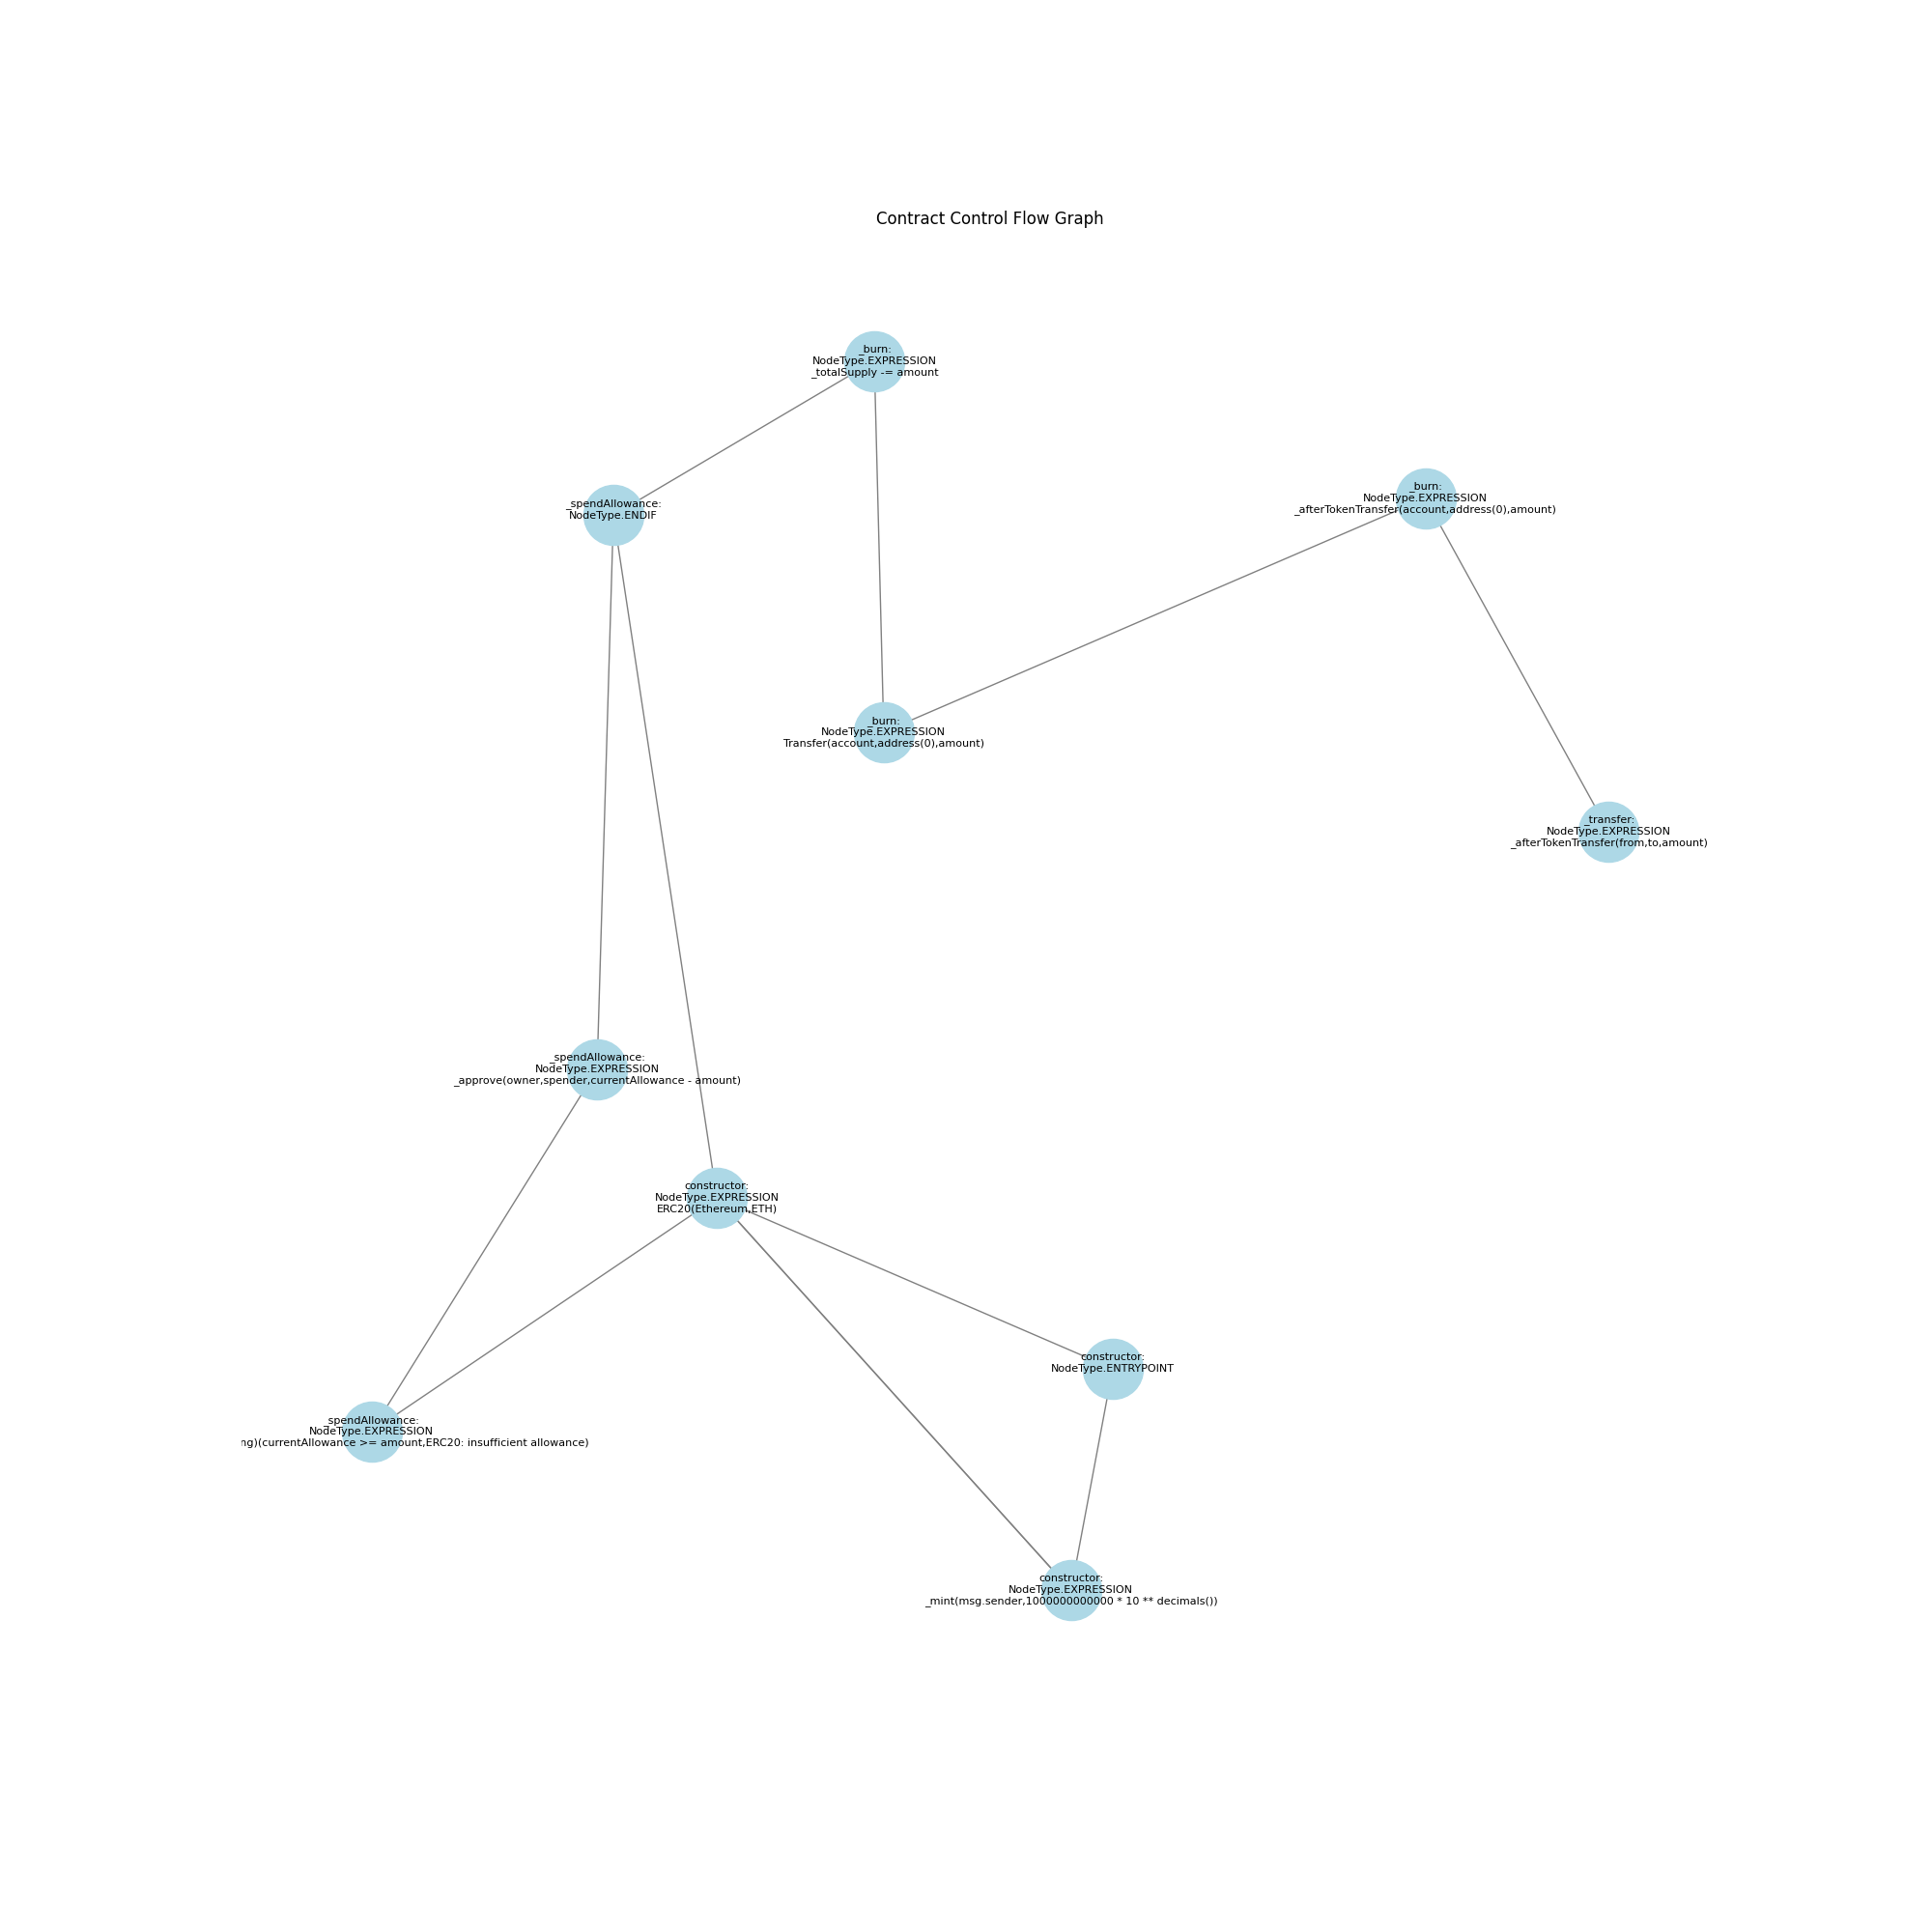 Contract Control Flow Graph
_burn:
NodeType.EXPRESSION
_totalSupply -= amount
_burn:
NodeType.EXPRESSION
_afterTokenTransfer(account,address(0),amount)
_spendAllowance:
NodeType.ENDIF
_burn:
NodeType.EXPRESSION
Transfer(account,address(0),amount)
_transfer:
NodeType.EXPRESSION
_afterTokenTransfer(from,to,amount)
_spendAllowance:
NodeType.EXPRESSION
_approve(owner,spender,currentAllowance - amount)
constructor:
NodeType.EXPRESSION
ERC20(Ethereum,ETH)
constructor:
NodeType.ENTRYPOINT
_spendAllowance:
NodeType.EXPRESSION
ng)(currentAllowance >= amount,ERC20: insufficient allowance)
constructor:
NodeType.EXPRESSION
_mint(msg.sender,1000000000000 * 10 ** decimals())